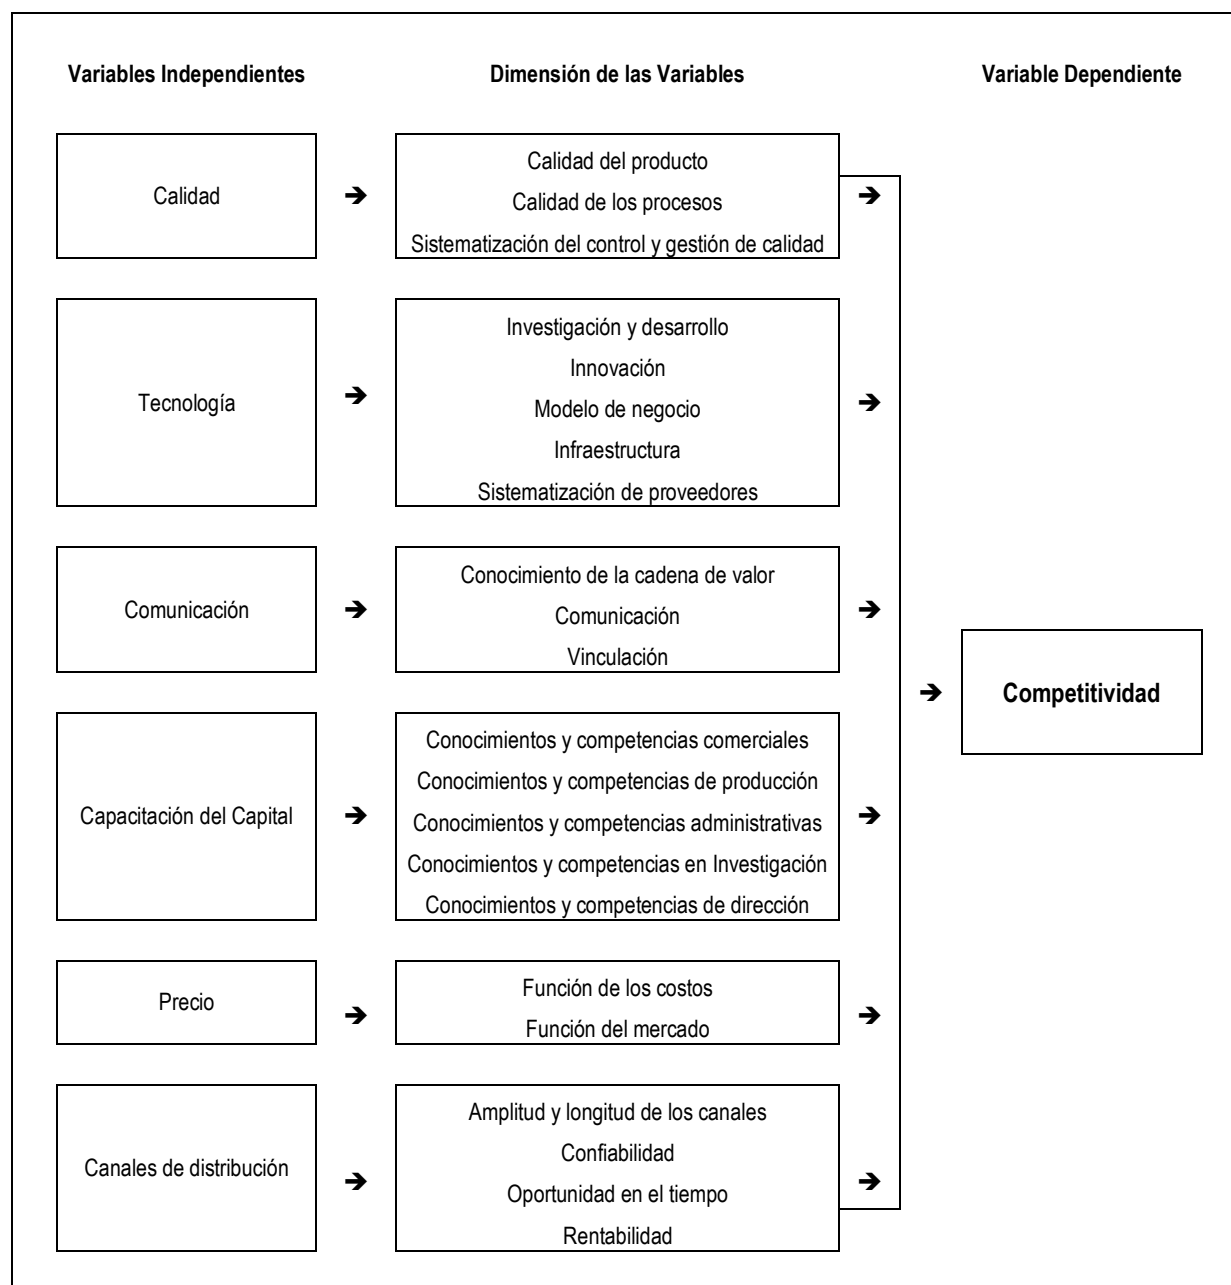 Variables Independientes
Dimensión de las Variables
Variable Dependiente
Calidad
Calidad del producto
Calidad de los procesos
Sistematización del control y gestión de calidad
Tecnología
Investigación y desarrollo
Innovación
Modelo de negocio
Infraestructura
Sistematización de proveedores
Comunicación
Conocimiento de la cadena de valor
Comunicación
Vinculación
Capacitación del Capital
Conocimientos y competencias comerciales
Conocimientos y competencias de producción
Conocimientos y competencias administrativas
Conocimientos y competencias en Investigación
Conocimientos y competencias de dirección
Precio
Función de los costos
Función del mercado
Canales de distribución
Amplitud y longitud de los canales
Confiabilidad
Oportunidad en el tiempo
Rentabilidad
Competitividad